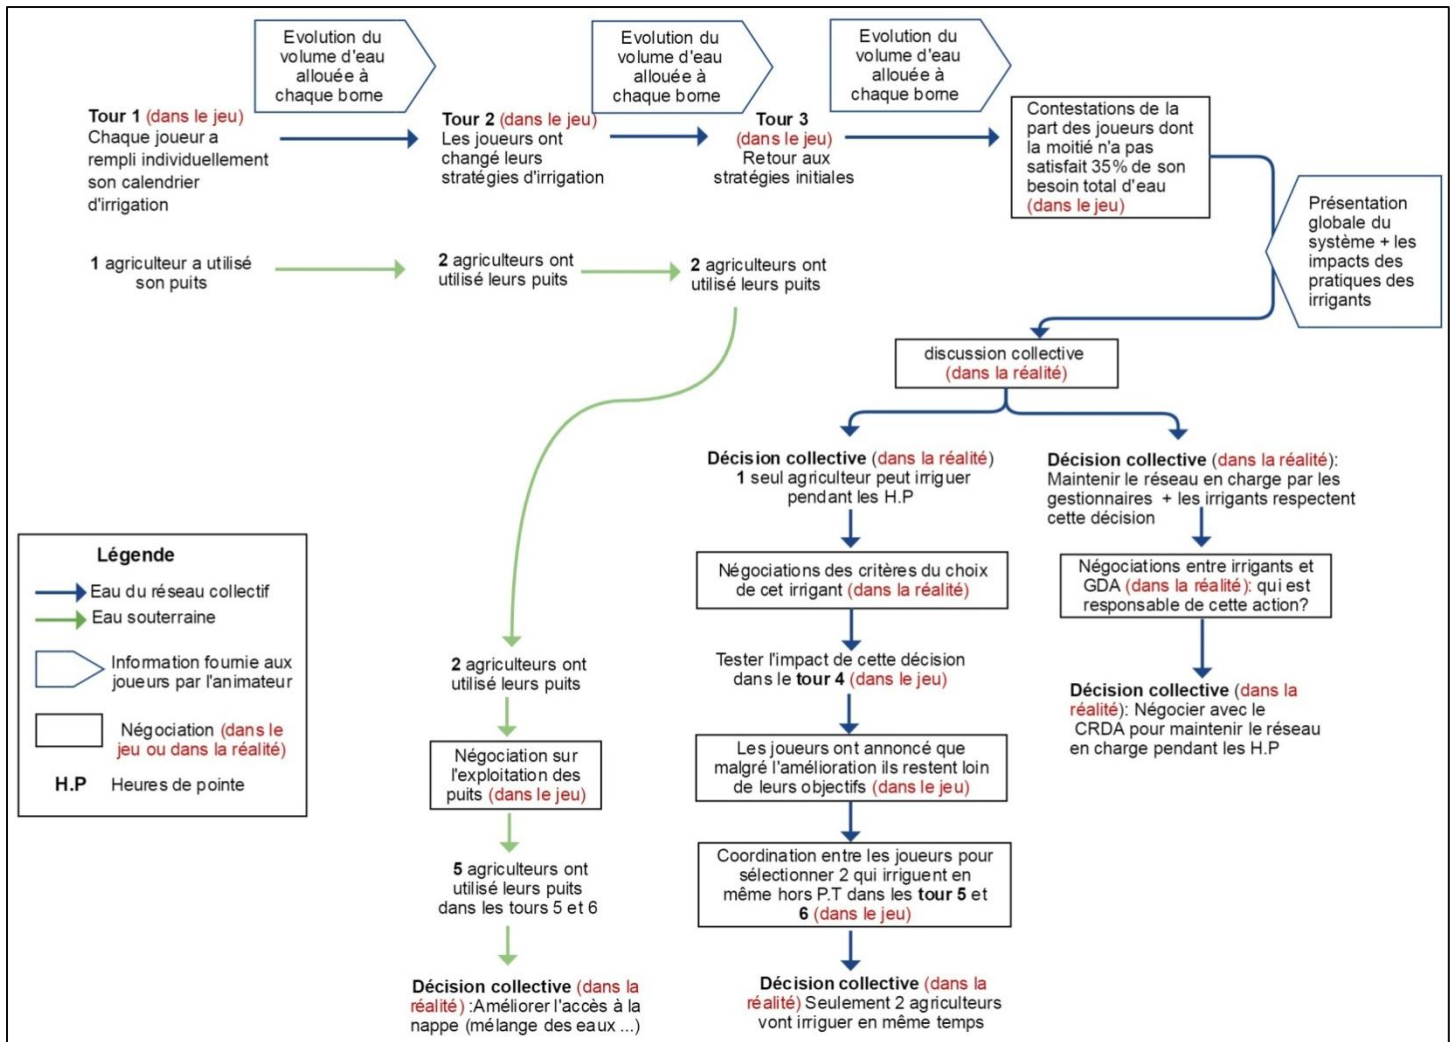 Evolution du
volume d'eau
allouée à
chaque borne
Evolution du
volume d'eau
allouée à
chaque borne
Evolution du
volume d'eau
allouée à
chaque borne
Tour 1 (dans le jeu)
Chaque joueur a
rempli individuellement
son calendrier
d'irrigation
Tour 2 (dans le jeu)
Les joueurs ont
changé leurs
stratégies d'irrigation
Tour 3
(dans le jeu)
Retour aux
stratégies initiales
Contestations de la
part des joueurs dont
la moitié n'a pas
satisfait 35% de son
besoin total d'eau
(dans le jeu)
Présentation
globale du
système + les
impacts des
pratiques des
irrigants
1 agriculteur a utilisé
son puits
2 agriculteurs ont
utilisé leurs puits
2 agriculteurs ont
utilisé leurs puits
discussion collective
(dans la réalité)
Décision collective (dans la réalité)
1 seul agriculteur peut irriguer
pendant les H.P
Décision collective (dans la réalité):
Maintenir le réseau en charge par les
gestionnaires + les irrigants respectent
cette décision
Négociations des critères du choix
de cet irrigant (dans la réalité)
Négociations entre irrigants et
GDA (dans la réalité): qui est
responsable de cette action?
Tester l'impact de cette décision
dans le tour 4 (dans le jeu)
Décision collective (dans la
réalité): Négocier avec le
CRDA pour maintenir le réseau
en charge pendant les H.P
Les joueurs ont annoncé que
malgré l'amélioration ils restent loin
de leurs objectifs (dans le jeu)
Coordination entre les joueurs pour
sélectionner 2 qui irriguent en
même hors P.T dans les tour 5 et
6 (dans le jeu)
Décision collective (dans la
réalité) Seulement 2 agriculteurs
vont irriguer en même temps
2 agriculteurs ont
utilisé leurs puits
Négociation sur
l'exploitation des
puits (dans le jeu)
5 agriculteurs ont
utilisé leurs puits
dans les tours 5 et 6
Décision collective (dans la
réalité) :Améliorer l'accès à la
nappe (mélange des eaux ...)
Légende
Eau du réseau collectif
Eau souterraine
Information fournie aux
joueurs par l'animateur
Négociation (dans le
jeu ou dans la réalité)
H.P Heures de pointe